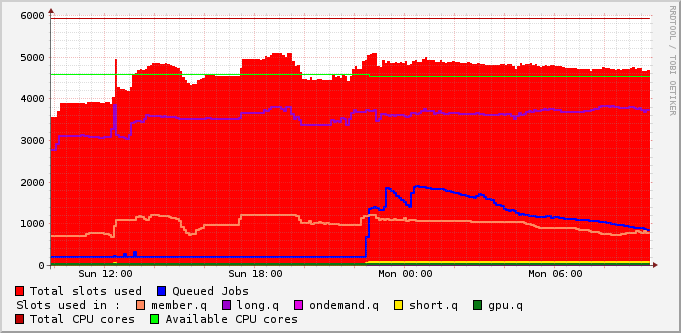 6000
5000
4000
3000
2000
1000
0
Sun 12:00 Sun 18:00 Mon 00:00 Mon 06:00
RRDTOOL / TOBI OETIKER
Total slots used Queued Jobs
Slots used in : member.q long.q ondemand.q short.q gpu.q
Total CPU cores Available CPU cores